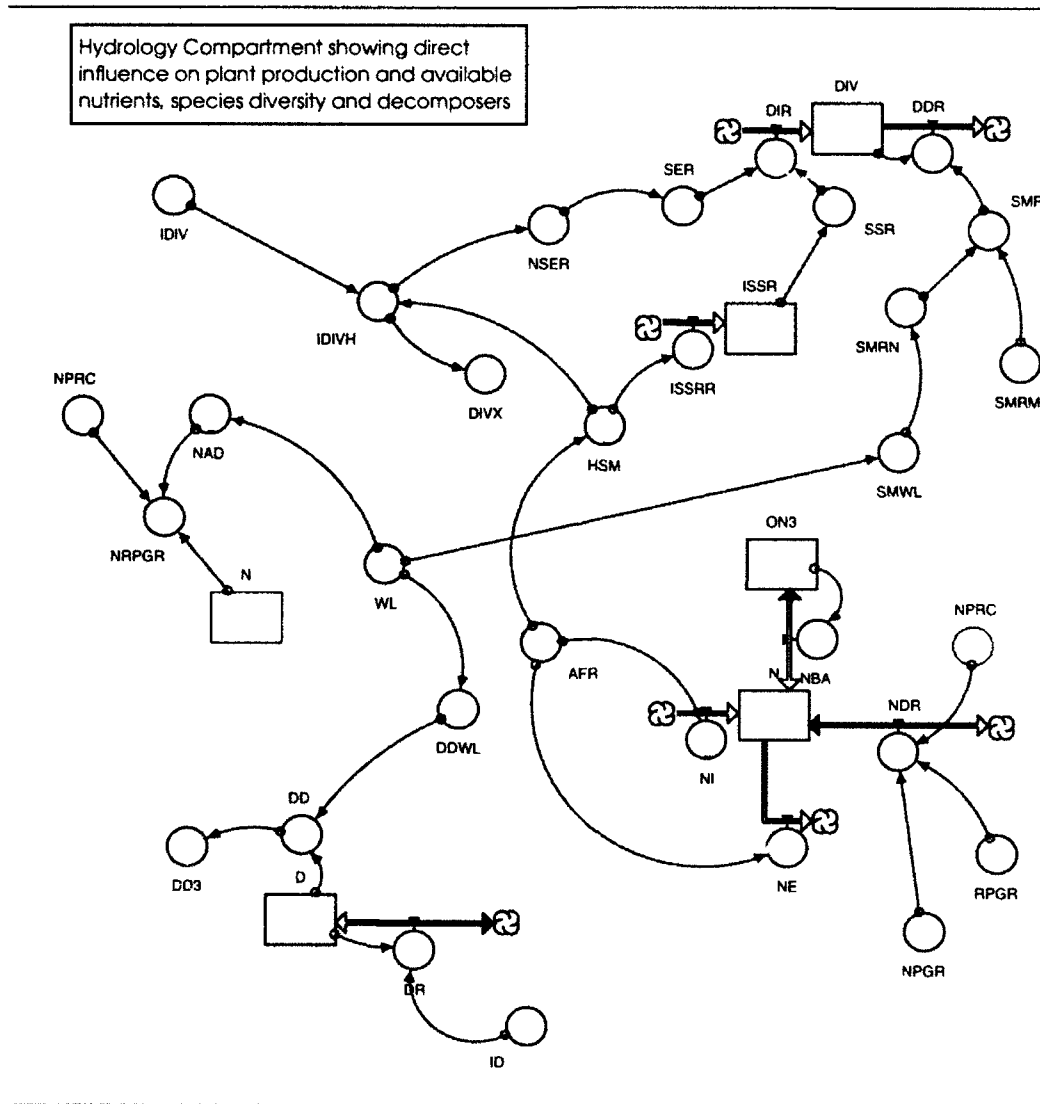 Hydrology Compartment showing direct
influence on plant production and available
nutrients, species diversity and decomposers
DIV
DIR
DDR
SER
SMR
IDIV
SSR
NSER
ISSR
IDIVH
SMRN
NPRC
ISSRR
DIVX
SMRM
NAD
HSM
SMWL
ON3
NRPGR
N
WL
NPRC
AFR
N
NBA
NDR
DDWL
NI
DD
DD3
D
NE
RPGR
NPGR
DR
ID